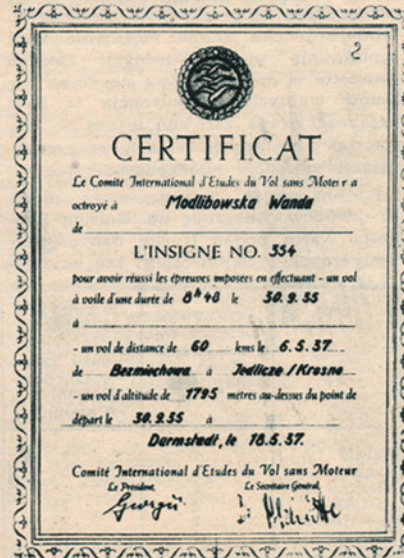 2
CERTIFICAT
Le Comité International d'Etudes du Vol sans Moteur a
octroyé à Modlibowska Wanda
de
L'INSIGNE NO. 354
pour avoir réussi les épreuves imposées en effectuant - un vol
à voile d'une durée de 8h48 le 30.9.35
à
- un vol de distance de 60 kms le 6.5.37.
de Bezmiechowa à Jedlicze / Krosno
- un vol d'altitude de 1795 mètres au-dessus du point de
départ le 30.9.35 à
Darmstadt, le 18.5.37.
Comité International d'Etudes du Vol sans Moteur
Le Président, Le Secrétaire Général,
Georgii